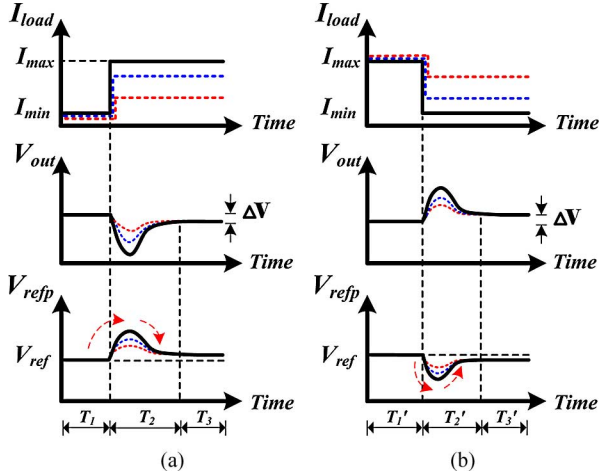 I_load
I_max
I_min
Time
V_out
ΔV
Time
V_refp
V_ref
Time
T_1
T_2
T_3
(a)
I_load
I_max
I_min
Time
V_out
ΔV
Time
V_refp
V_ref
Time
T_1'
T_2'
T_3'
(b)